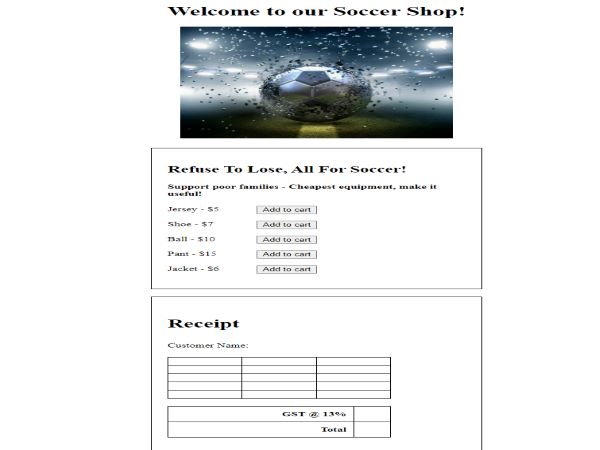 Welcome to our Soccer Shop!
Refuse To Lose, All For Soccer!
Support poor families - Cheapest equipment, make it
useful!
Jersey - $5 Add to cart
Shoe - $7 Add to cart
Ball - $10 Add to cart
Pant - $15 Add to cart
Jacket - $6 Add to cart
Receipt
Customer Name:
GST @ 13%
Total